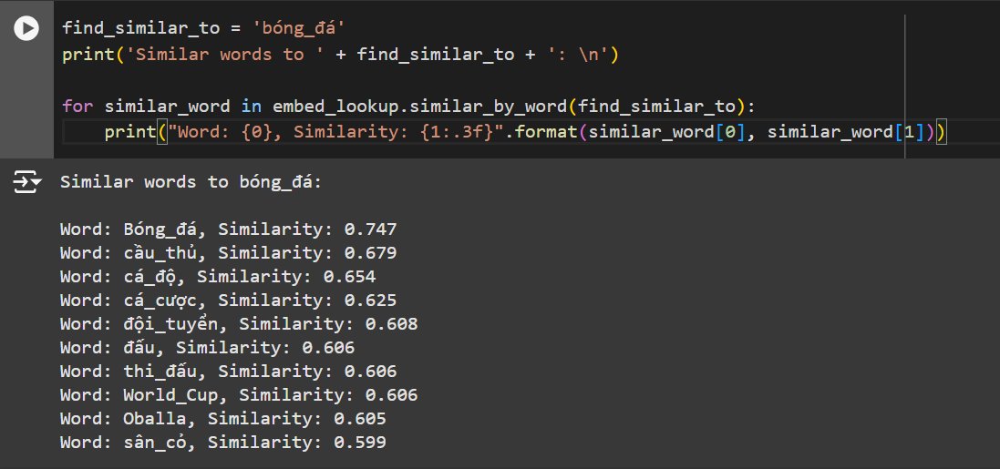 find_similar_to = 'bóng_đá'
print('Similar words to ' + find_similar_to + ': \n')
for similar_word in embed_lookup.similar_by_word(find_similar_to):
    print("Word: {0}, Similarity: {1:.3f}".format(similar_word[0], similar_word[1]))
Similar words to bóng_đá:
Word: Bóng_đá, Similarity: 0.747
Word: cầu_thủ, Similarity: 0.679
Word: cá_độ, Similarity: 0.654
Word: cá_cược, Similarity: 0.625
Word: đội_tuyển, Similarity: 0.608
Word: đấu, Similarity: 0.606
Word: thi_đấu, Similarity: 0.606
Word: World_Cup, Similarity: 0.606
Word: Oballa, Similarity: 0.605
Word: sân_cỏ, Similarity: 0.599